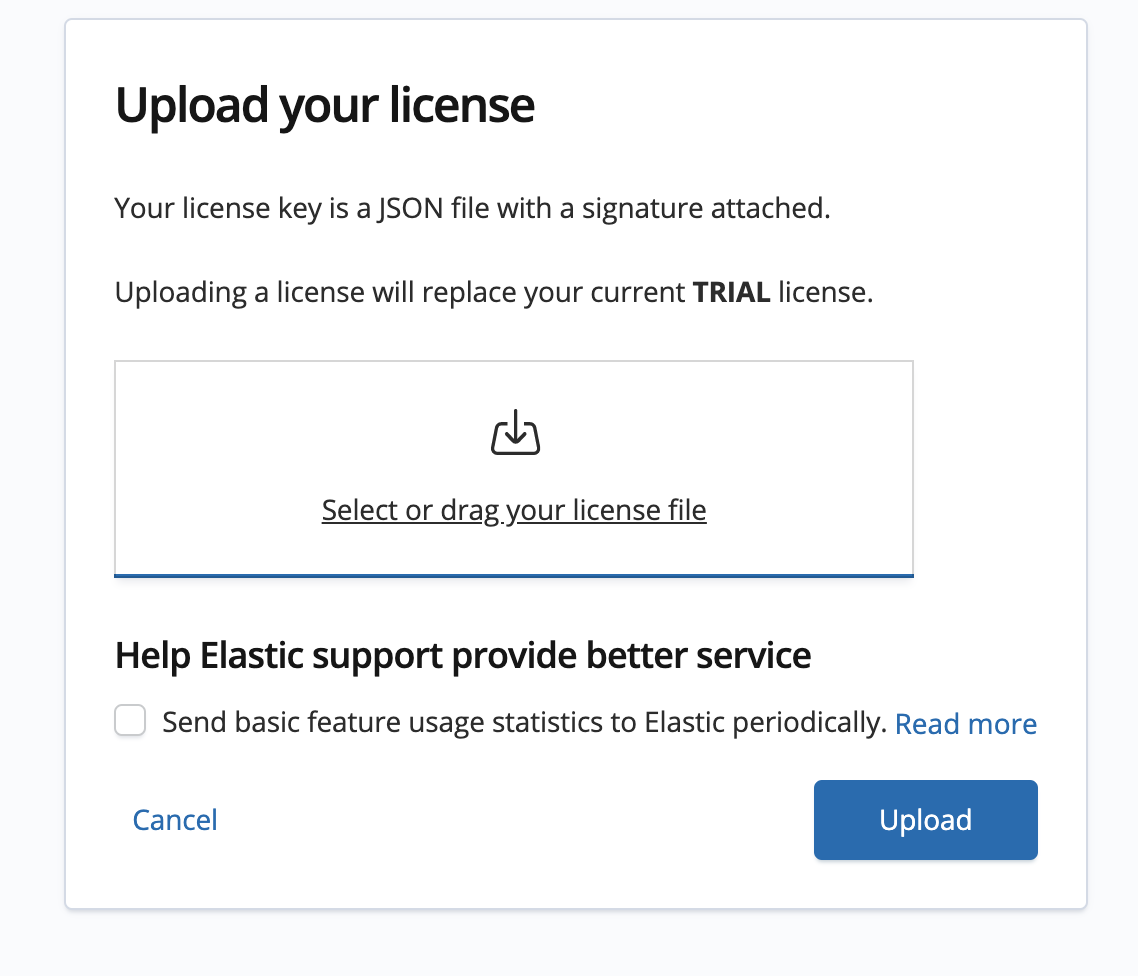 Upload your license
Your license key is a JSON file with a signature attached.
Uploading a license will replace your current TRIAL license.
Select or drag your license file
Help Elastic support provide better service
Send basic feature usage statistics to Elastic periodically. Read more
Cancel
Upload